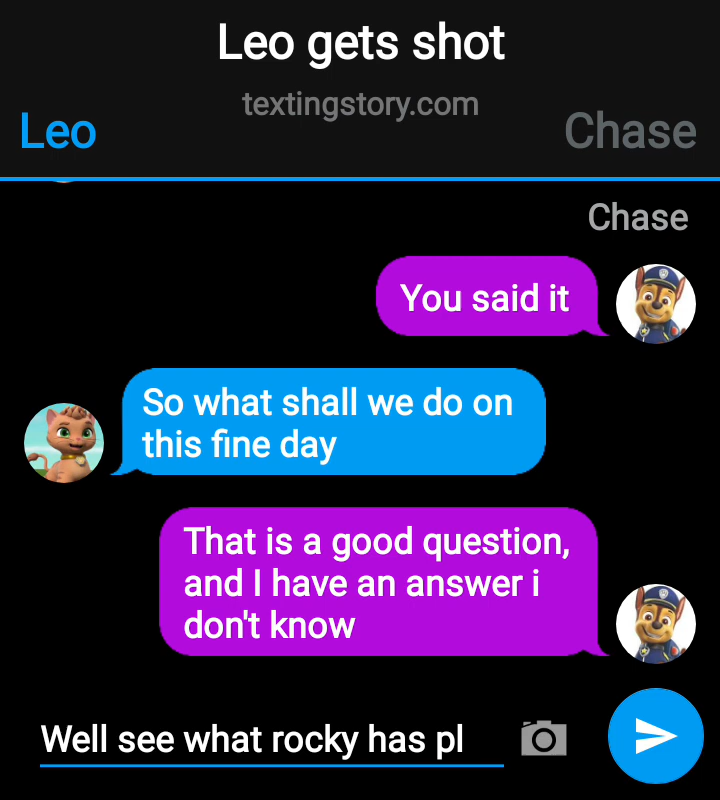 Leo gets shot
textingstory.com
Leo
Chase
Chase
You said it
So what shall we do on
this fine day
That is a good question,
and I have an answer i
don't know
Well see what rocky has pl